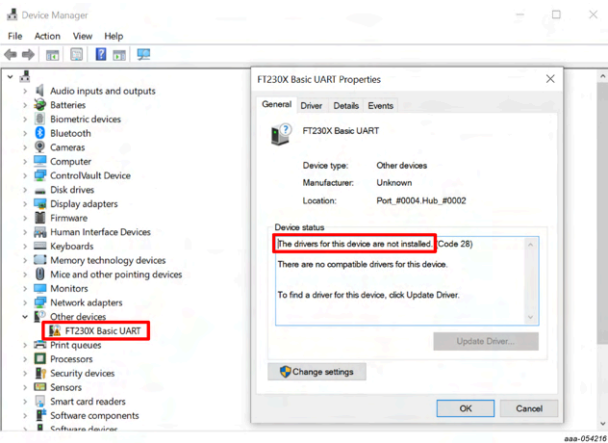 Device Manager
File Action View Help
Audio inputs and outputs
Batteries
Biometric devices
Bluetooth
Cameras
Computer
ControlVault Device
Disk drives
Display adapters
Firmware
Human Interface Devices
Keyboards
Memory technology devices
Mice and other pointing devices
Monitors
Network adapters
Other devices
FT230X Basic UART
Print queues
Processors
Security devices
Sensors
Smart card readers
Software components
Software devices
FT230X Basic UART Properties
General Driver Details Events
FT230X Basic UART
Device type: Other devices
Manufacturer: Unknown
Location: Port_#0004.Hub_#0002
Device status
The drivers for this device are not installed. (Code 28)
There are no compatible drivers for this device.
To find a driver for this device, click Update Driver.
Update Driver...
Change settings
OK Cancel
aaa-054216